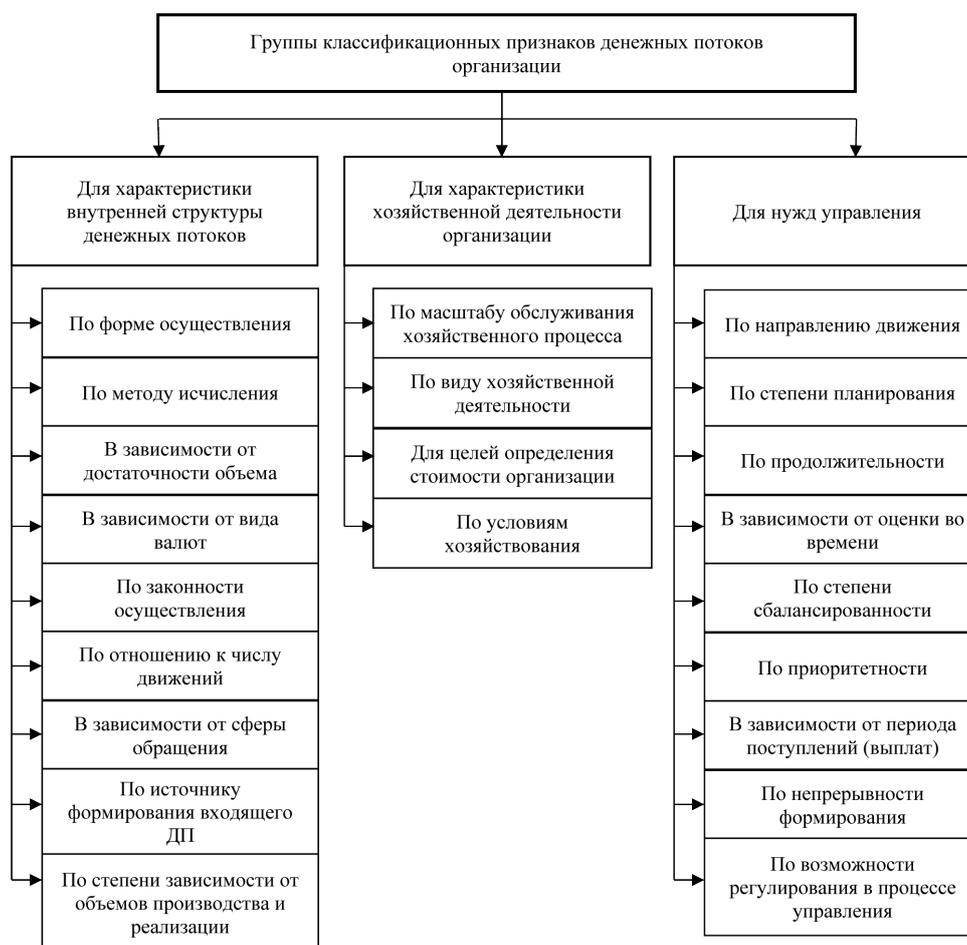 Группы классификационных признаков денежных потоков
организации
Для характеристики
внутренней структуры
денежных потоков
По форме осуществления
По методу исчисления
В зависимости от
достаточности объема
В зависимости от вида
валют
По законности
осуществления
По отношению к числу
движений
В зависимости от сферы
обращения
По источнику
формирования входящего
ДП
По степени зависимости от
объемов производства и
реализации
Для характеристики
хозяйственной деятельности
организации
По масштабу обслуживания
хозяйственного процесса
По виду хозяйственной
деятельности
Для целей определения
стоимости организации
По условиям
хозяйствования
Для нужд управления
По направлению движения
По степени планирования
По продолжительности
В зависимости от оценки во
времени
По степени
сбалансированности
По приоритетности
В зависимости от периода
поступлений (выплат)
По непрерывности
формирования
По возможности
регулирования в процессе
управления